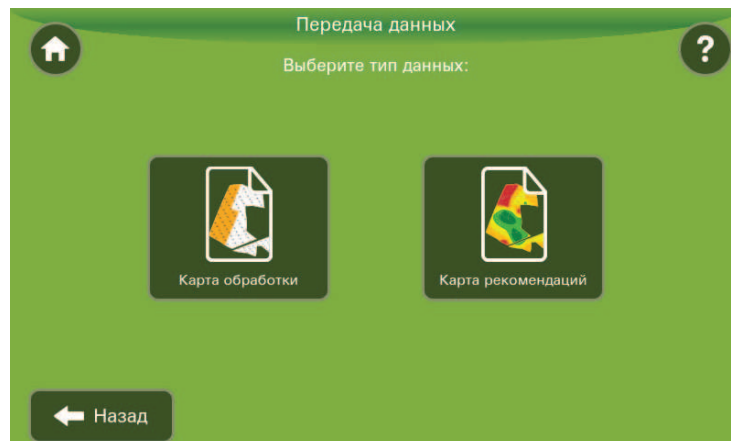 Передача данных
?
Выберите тип данных:
Карта обработки
Карта рекомендаций
Назад